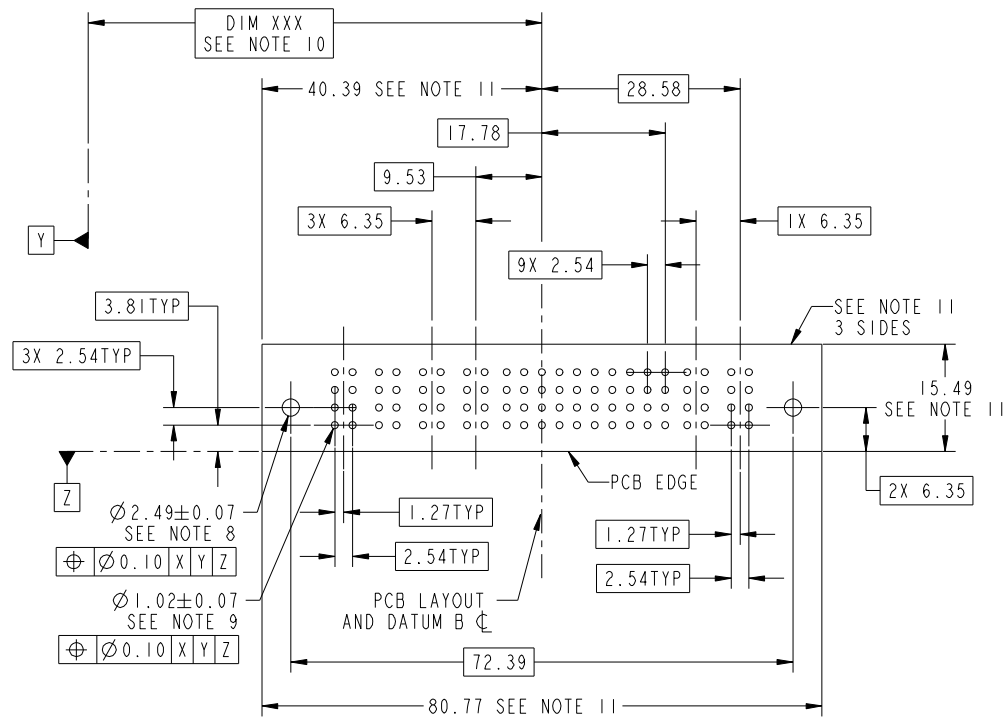 DIM XXX
SEE NOTE 10
40.39 SEE NOTE 11
28.58
17.78
9.53
3X 6.35
1X 6.35
Y
9X 2.54
3.81TYP
SEE NOTE 11
3 SIDES
3X 2.54TYP
15.49
SEE NOTE 11
Z
PCB EDGE
2X 6.35
Ø2.49±0.07
SEE NOTE 8
⌖ Ø0.10 X Y Z
1.27TYP
1.27TYP
2.54TYP
2.54TYP
Ø1.02±0.07
SEE NOTE 9
⌖ Ø0.10 X Y Z
PCB LAYOUT
AND DATUM B ℄
72.39
80.77 SEE NOTE 11